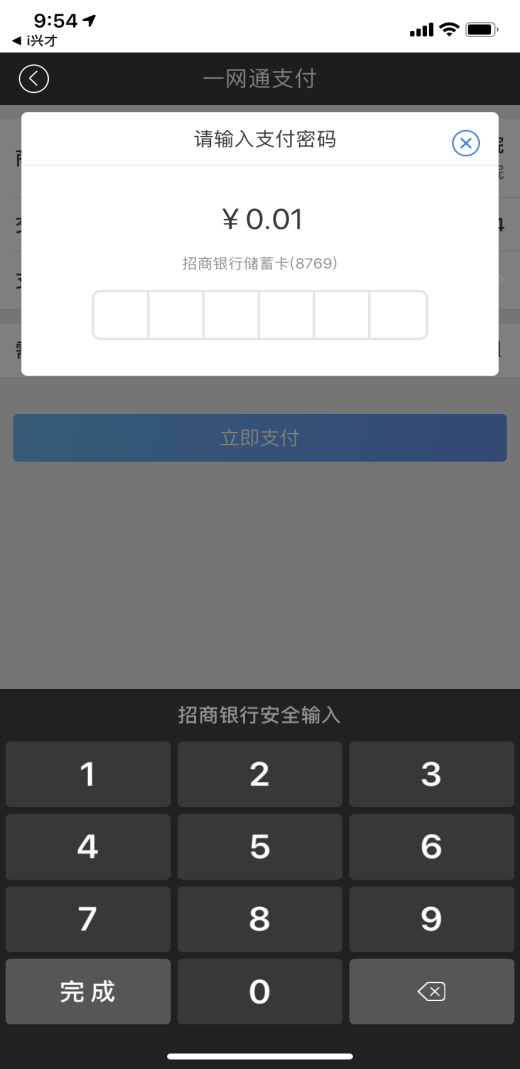 9:54
◀ i兴才
一网通支付
请输入支付密码
¥ 0.01
招商银行储蓄卡(8769)
立即支付
招商银行安全输入
1 2 3
4 5 6
7 8 9
完成 0